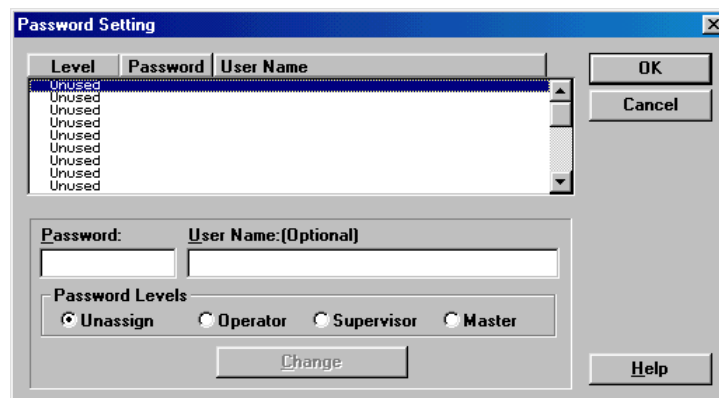 Password Setting
Level Password User Name
Unused
Unused
Unused
Unused
Unused
Unused
Unused
Unused
Unused
OK
Cancel
Password: User Name:(Optional)
Password Levels
Unassign Operator Supervisor Master
Change
Help